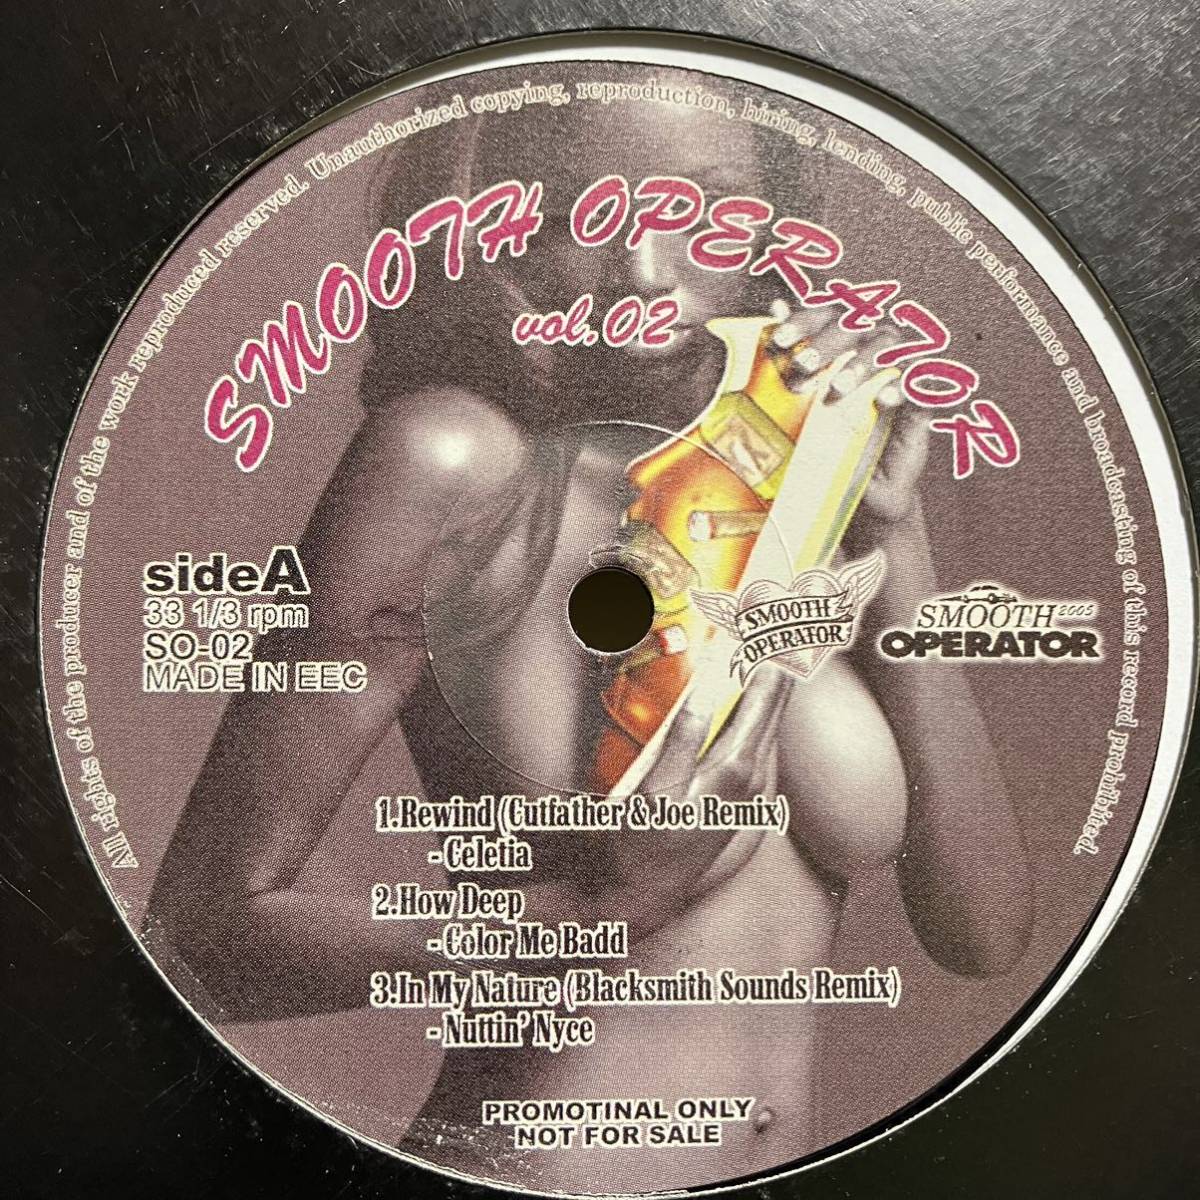 All rights of the producer and of the work reproduced reserved. Unauthorized copying, reproduction, hiring, lending, public performance and broadcasting of this record prohibited.
SMOOTH OPERATOR
vol.02
sideA
33 1/3 rpm
SO-02
MADE IN EEC
SMOOTH
OPERATOR
SMOOTH 2005
OPERATOR
1.Rewind (Cutfather & Joe Remix)
-Celetia
2.How Deep
-Color Me Badd
3.In My Nature (Blacksmith Sounds Remix)
-Nuttin' Nyce
PROMOTINAL ONLY
NOT FOR SALE